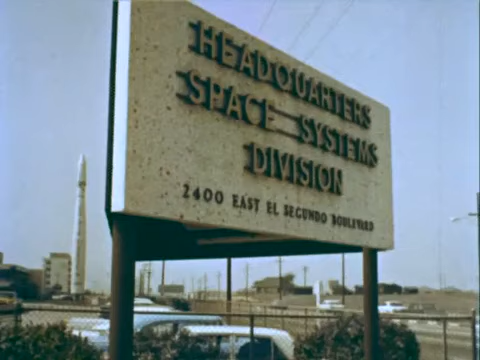 HEADQUARTERS
SPACE SYSTEMS
DIVISION
2400 EAST EL SEGUNDO BOULEVARD